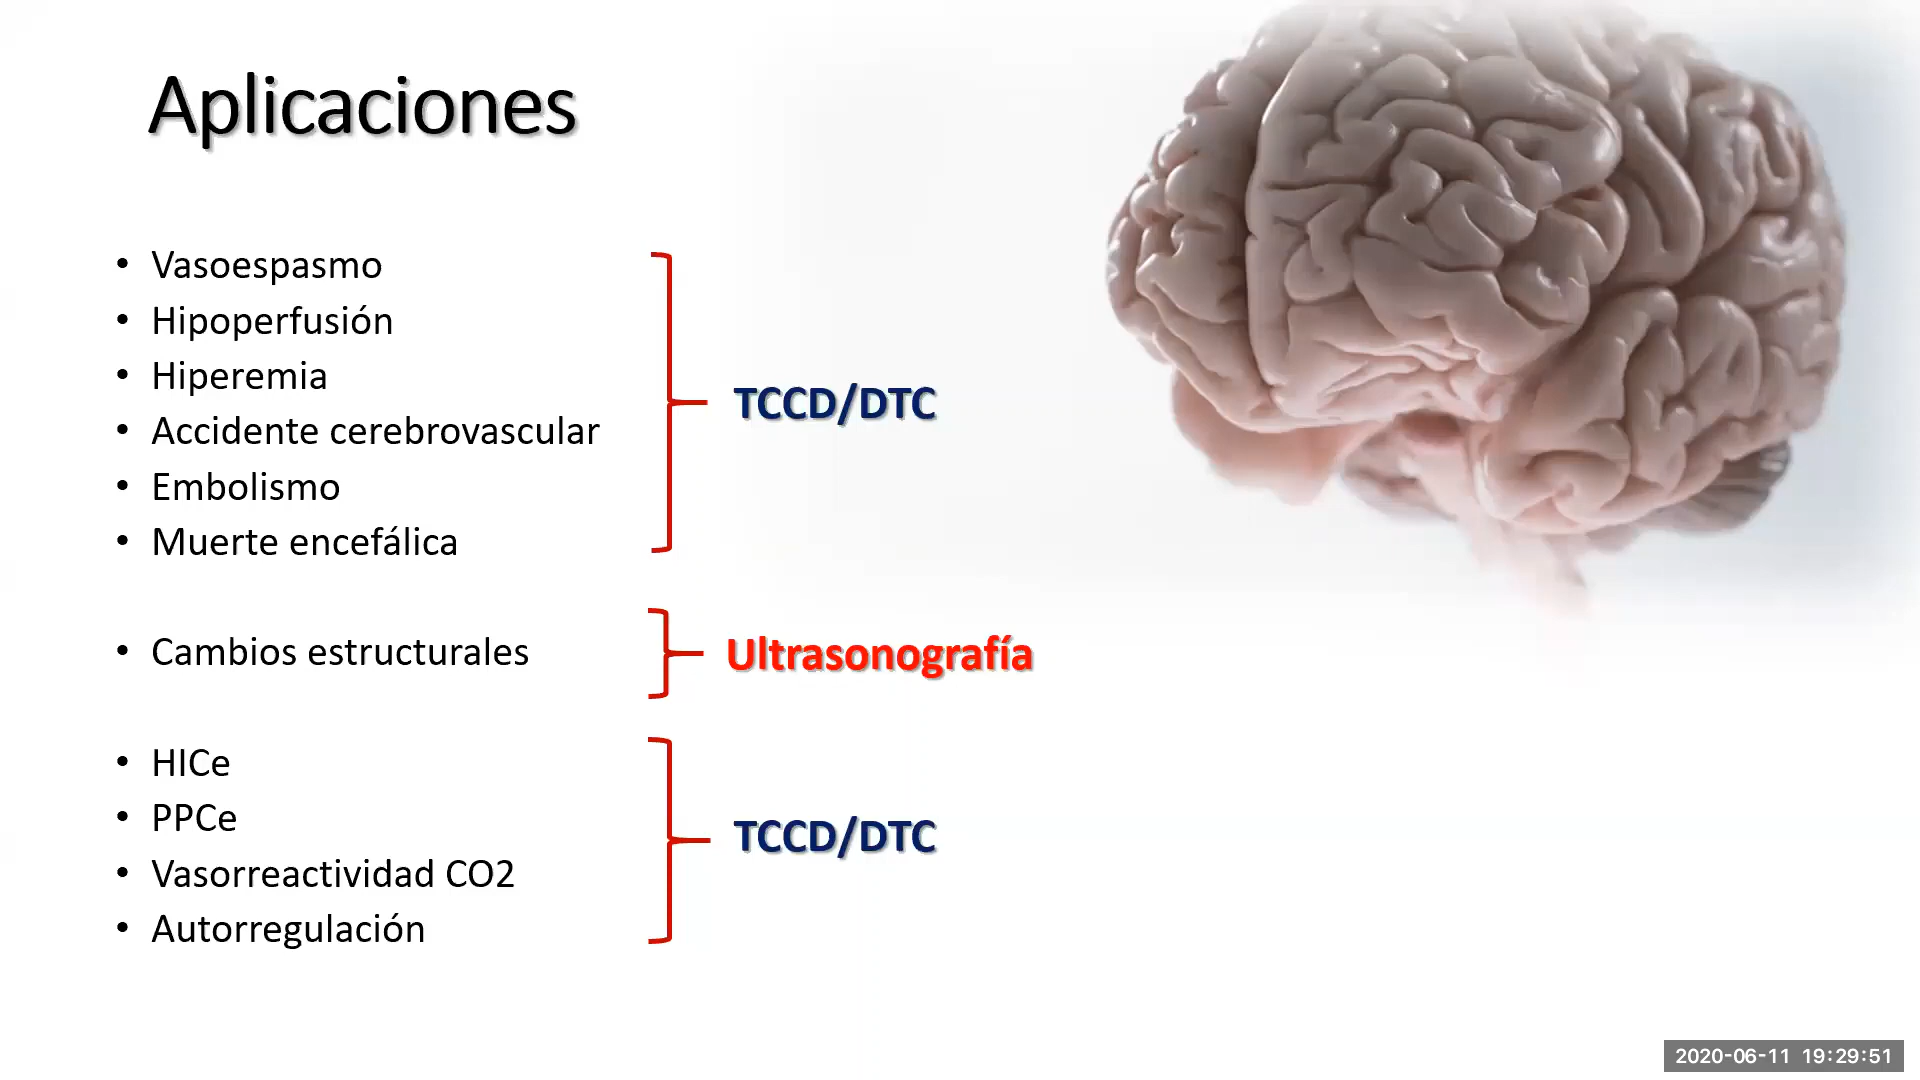 Aplicaciones
• Vasoespasmo
• Hipoperfusión
• Hiperemia
• Accidente cerebrovascular
• Embolismo
• Muerte encefálica
TCCD/DTC
• Cambios estructurales
Ultrasonografía
• HICe
• PPCe
• Vasorreactividad CO2
• Autorregulación
TCCD/DTC
2020-06-11 19:29:51